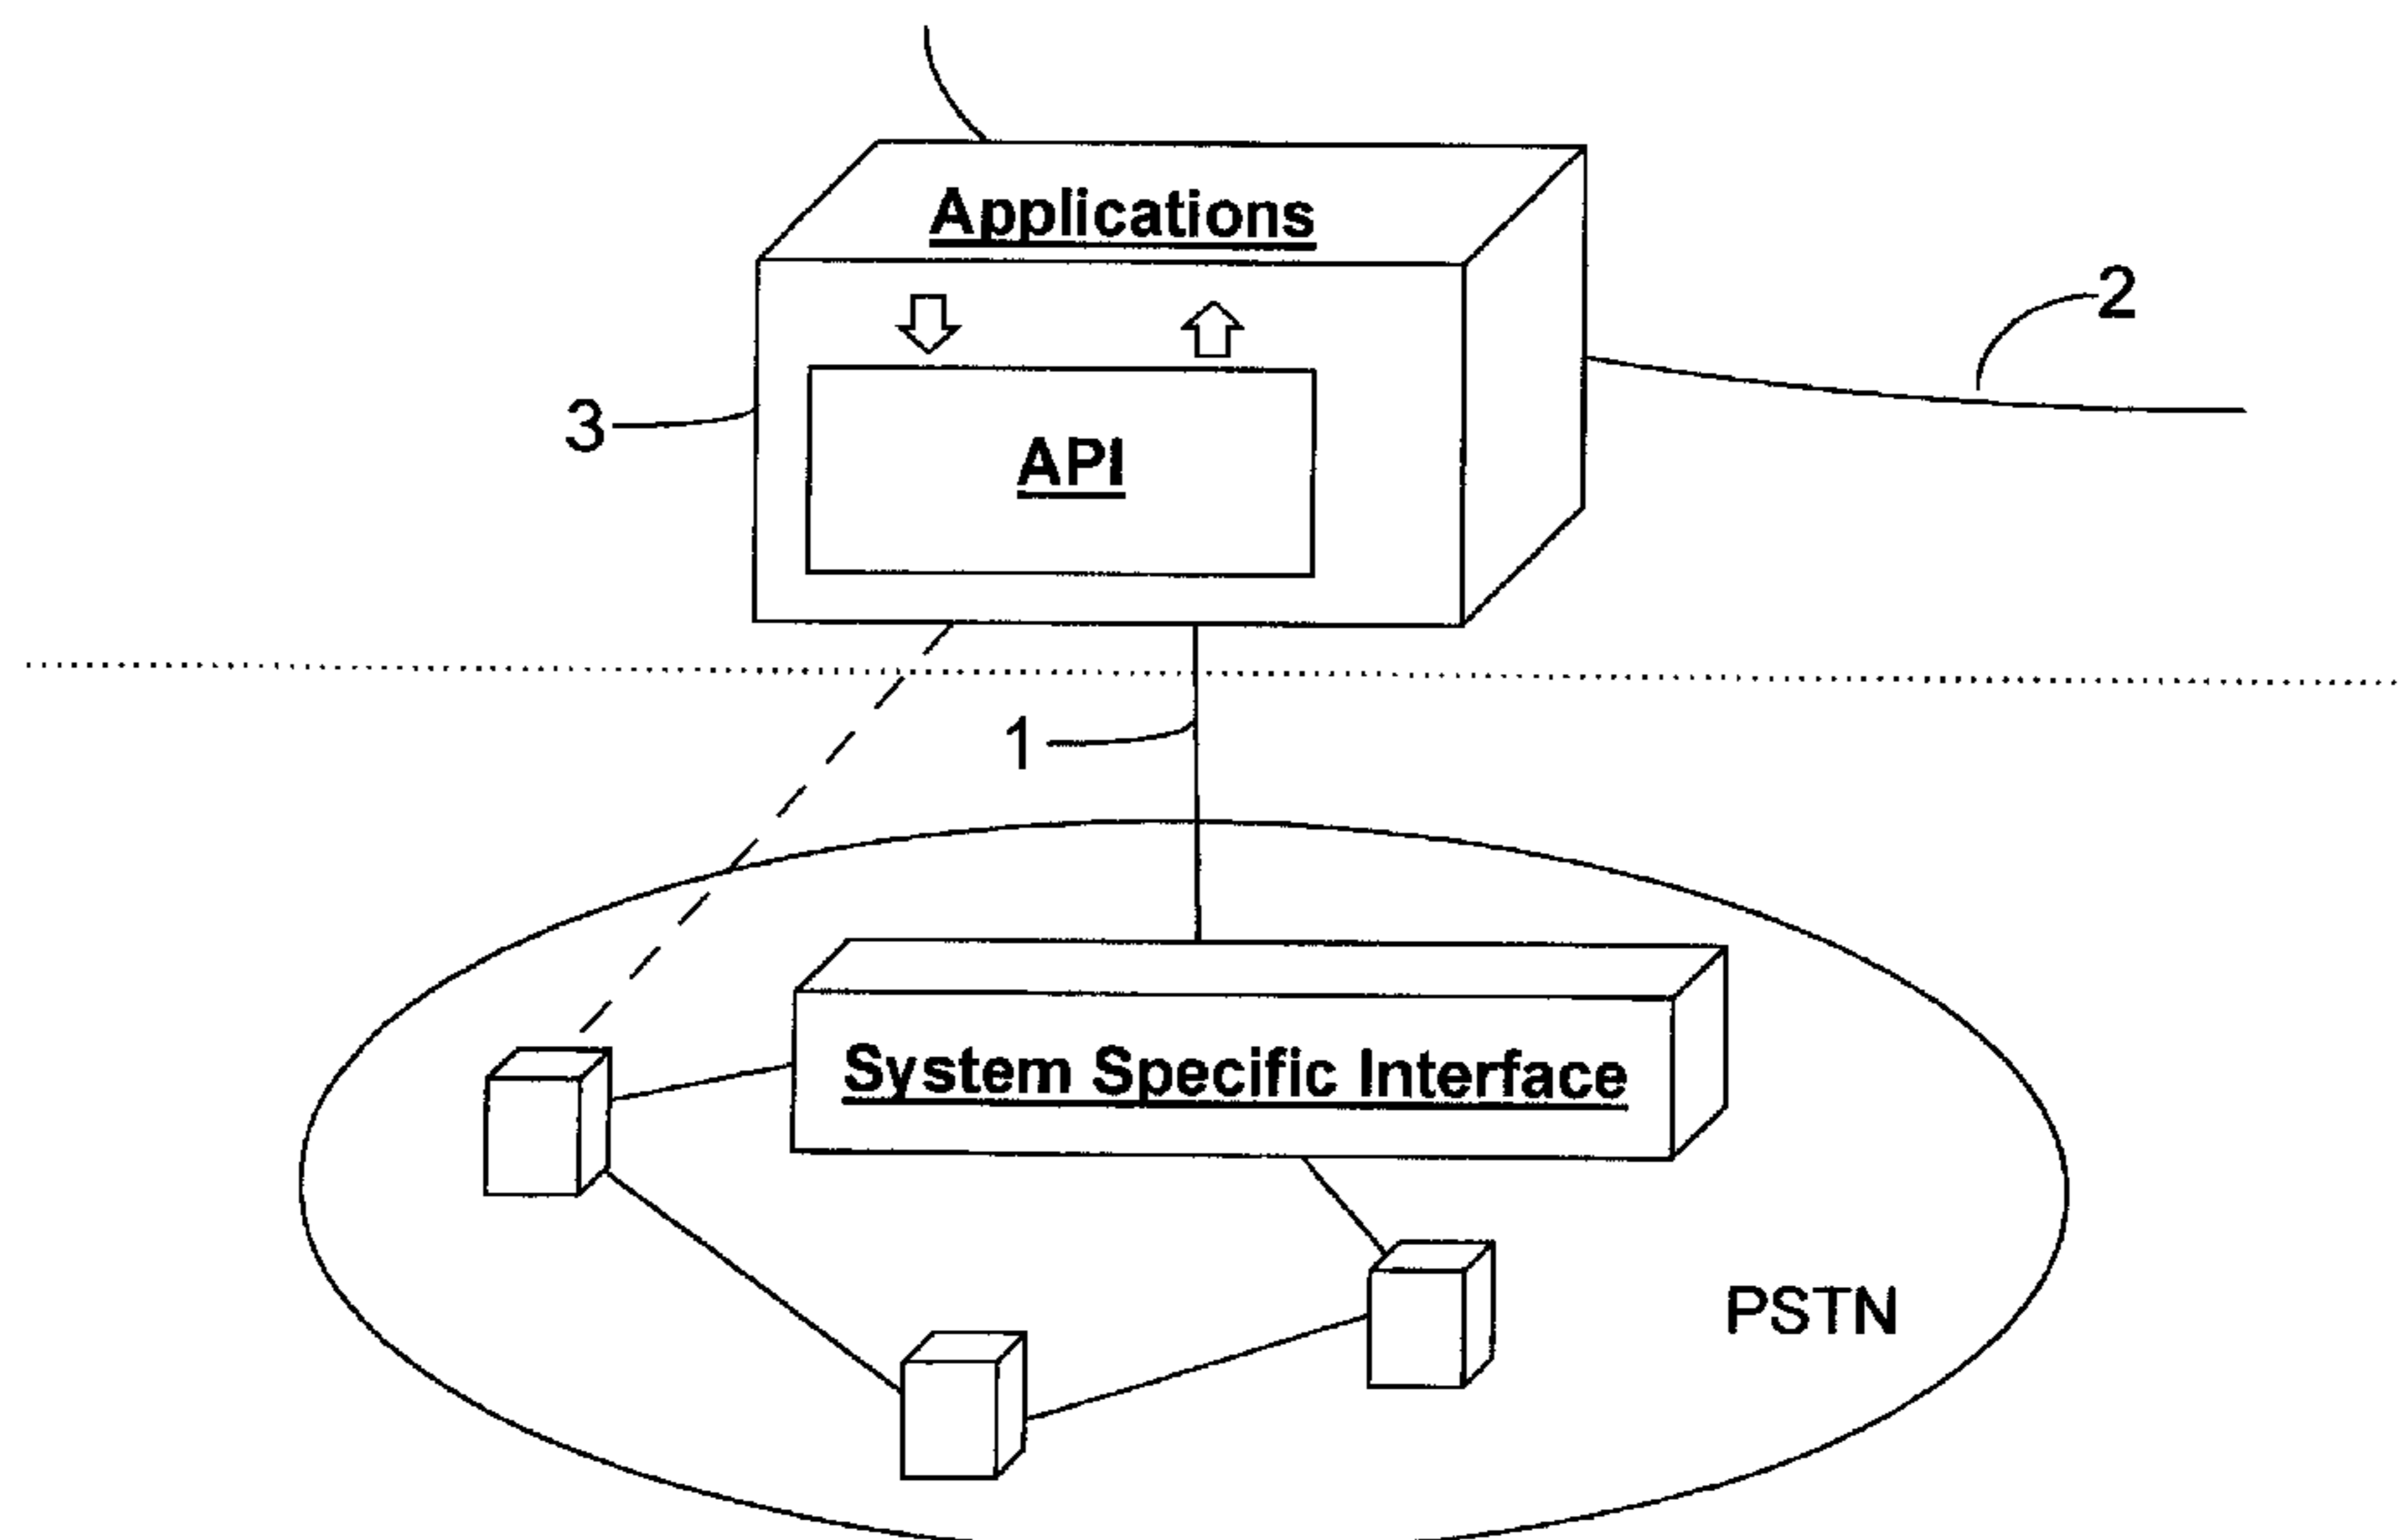 Applications
2
3
API
1
System Specific Interface
PSTN